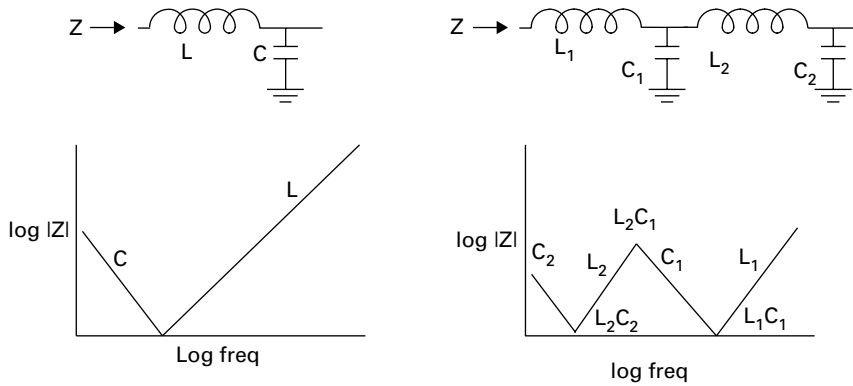 Z
L
C
log |Z|
C
L
Log freq
Z
L1
C1
L2
C2
log |Z|
C2
L2
L2C1
C1
L1
L2C2
L1C1
log freq